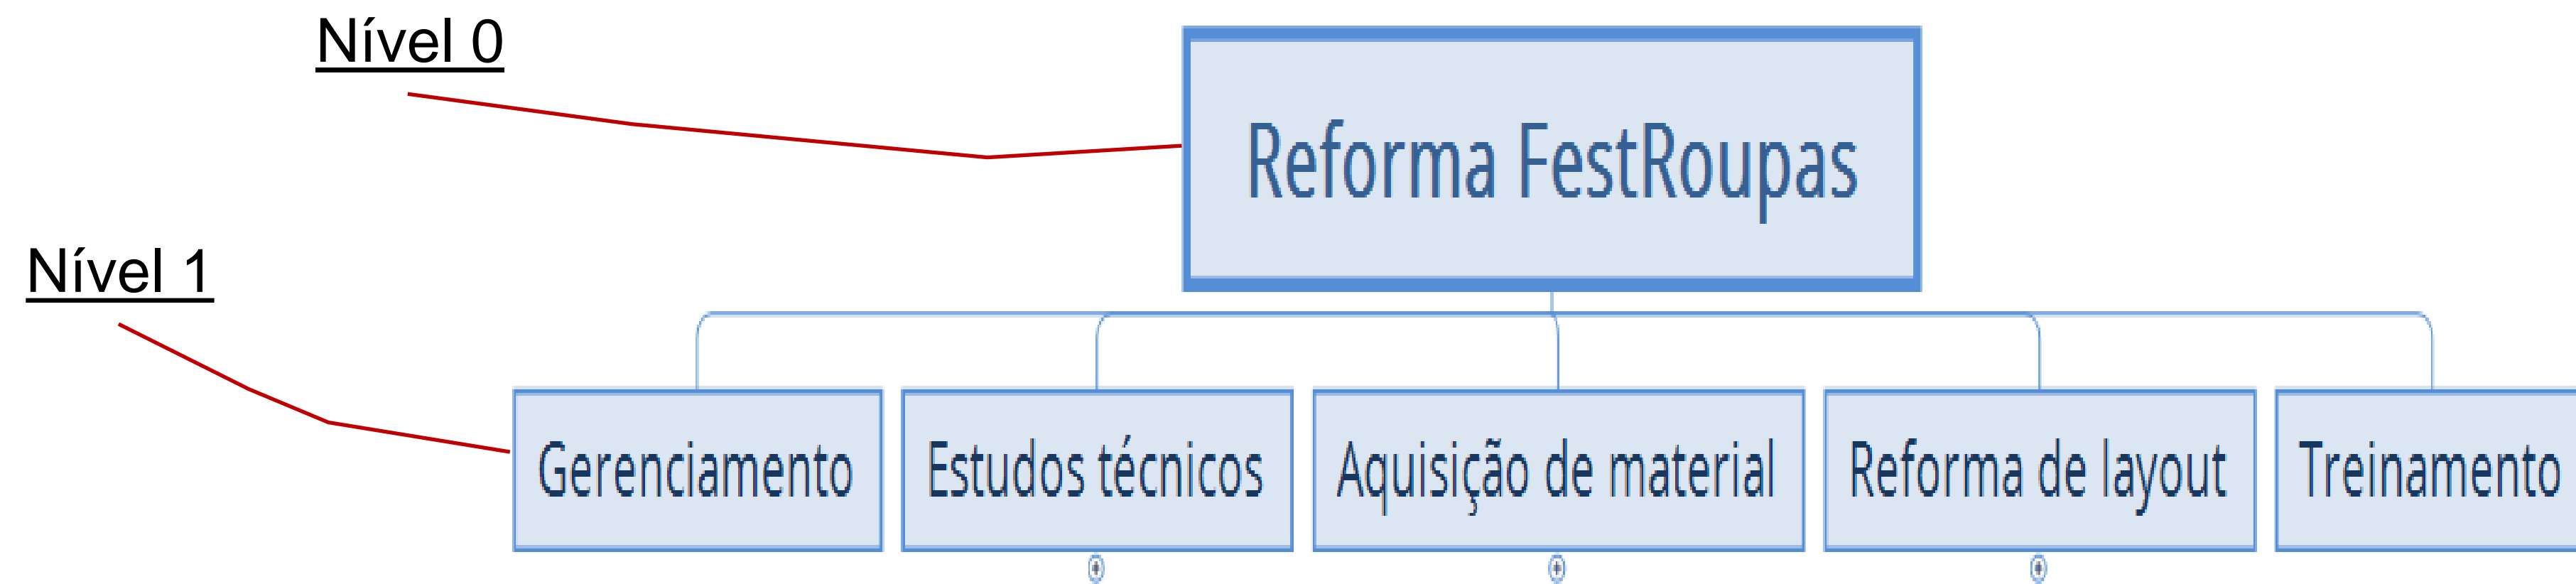 Nível 0
Reforma FestRoupas
Nível 1
Gerenciamento
Estudos técnicos
Aquisição de material
Reforma de layout
Treinamento